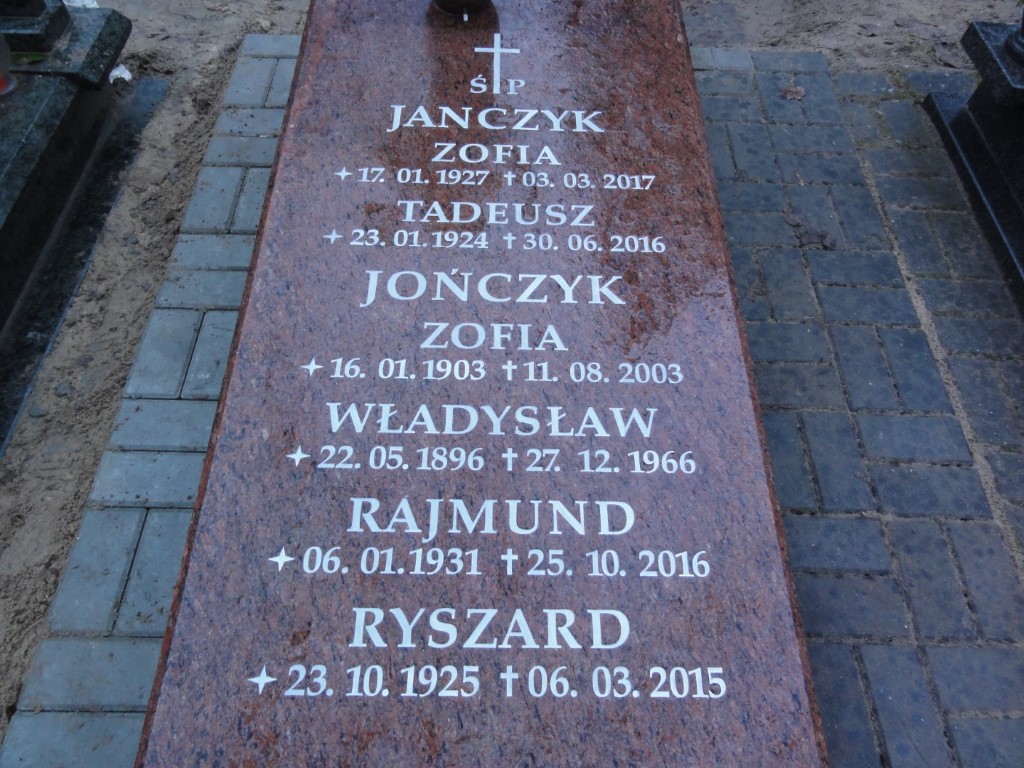 ŚP
JANCZYK
ZOFIA
✦17. 01. 1927 ✝03. 03. 2017
TADEUSZ
✦23. 01. 1924 ✝30. 06. 2016
JOŃCZYK
ZOFIA
✦16. 01. 1903 ✝11. 08. 2003
WŁADYSŁAW
✦22. 05. 1896 ✝27. 12. 1966
RAJMUND
✦06. 01. 1931 ✝25. 10. 2016
RYSZARD
✦23. 10. 1925 ✝06. 03. 2015